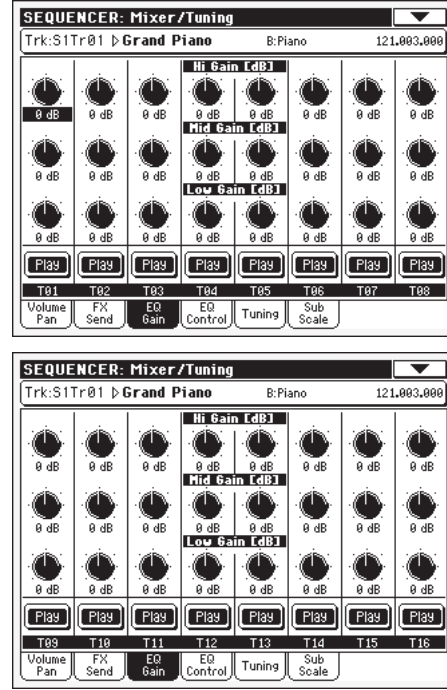 SEQUENCER: Mixer/Tuning
Trk:S1Tr01 ▷Grand Piano B:Piano 121.003.000
Hi Gain [dB]
0 dB 0 dB 0 dB 0 dB 0 dB 0 dB 0 dB 0 dB
Mid Gain [dB]
0 dB 0 dB 0 dB 0 dB 0 dB 0 dB 0 dB 0 dB
Low Gain [dB]
0 dB 0 dB 0 dB 0 dB 0 dB 0 dB 0 dB 0 dB
Play Play Play Play Play Play Play Play
T01 T02 T03 T04 T05 T06 T07 T08
Volume Pan FX Send EQ Gain EQ Control Tuning Sub Scale
SEQUENCER: Mixer/Tuning
Trk:S1Tr01 ▷Grand Piano B:Piano 121.003.000
Hi Gain [dB]
0 dB 0 dB 0 dB 0 dB 0 dB 0 dB 0 dB 0 dB
Mid Gain [dB]
0 dB 0 dB 0 dB 0 dB 0 dB 0 dB 0 dB 0 dB
Low Gain [dB]
0 dB 0 dB 0 dB 0 dB 0 dB 0 dB 0 dB 0 dB
Play Play Play Play Play Play Play Play
T09 T10 T11 T12 T13 T14 T15 T16
Volume Pan FX Send EQ Gain EQ Control Tuning Sub Scale